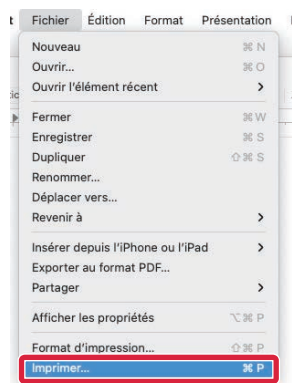 t Fichier Édition Format Présentation
Nouveau ⌘ N
Ouvrir... ⌘ O
Ouvrir l'élément récent >
Fermer ⌘ W
Enregistrer ⌘ S
Dupliquer ⇧ ⌘ S
Renommer...
Déplacer vers...
Revenir à >
Insérer depuis l'iPhone ou l'iPad >
Exporter au format PDF...
Partager >
Afficher les propriétés ⌥ ⌘ P
Format d'impression... ⇧ ⌘ P
Imprimer... ⌘ P